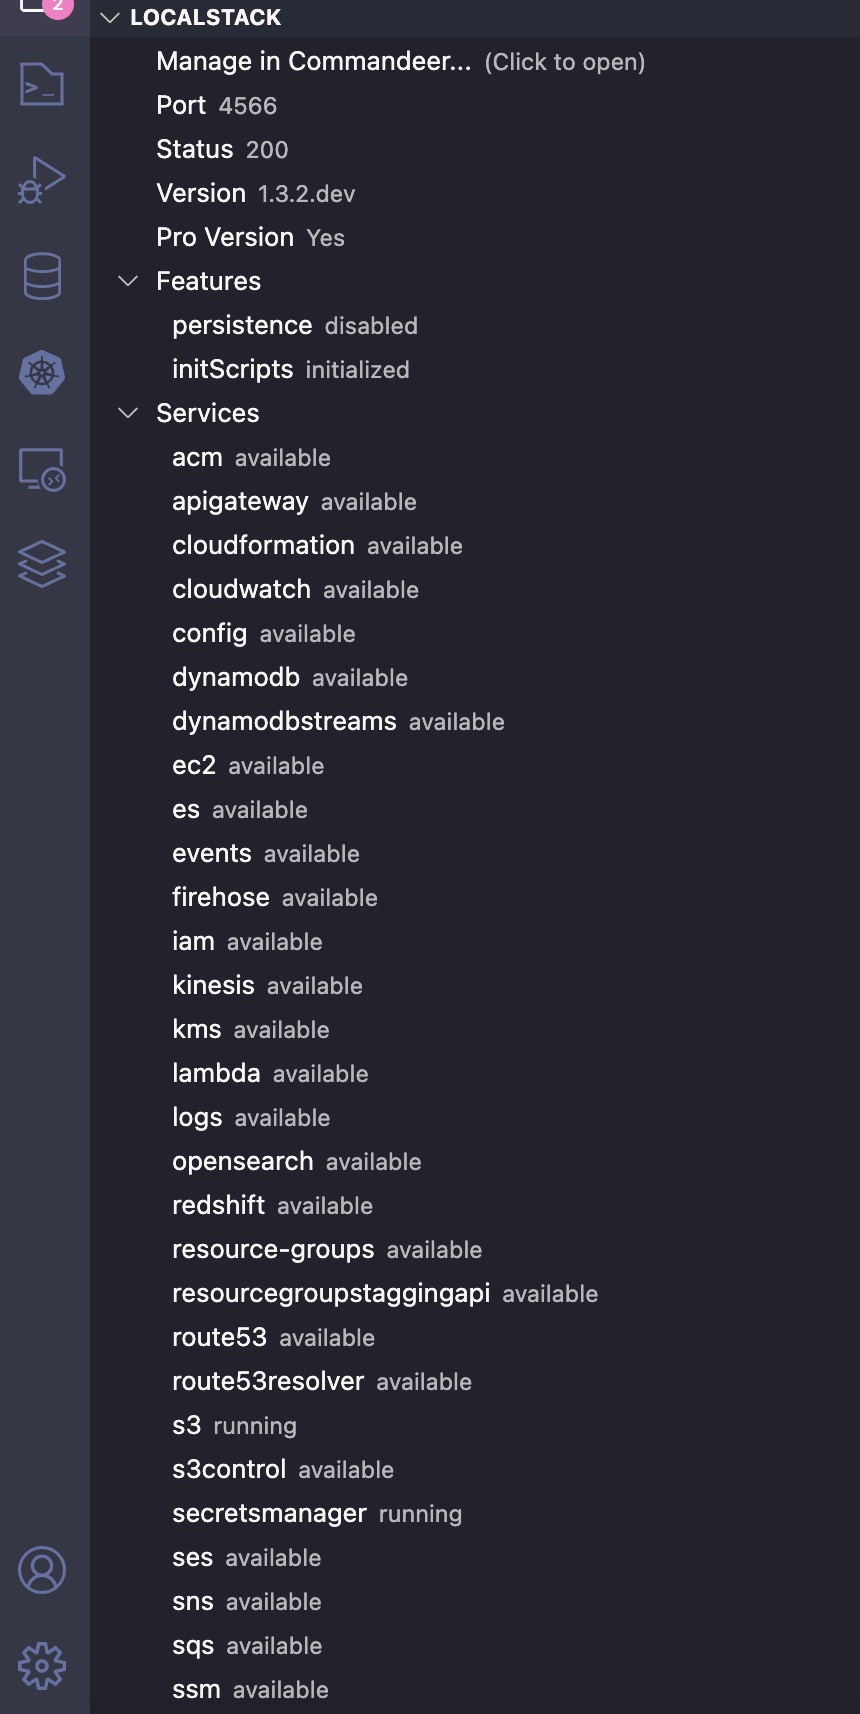 2
LOCALSTACK
Manage in Commandeer... (Click to open)
Port 4566
Status 200
Version 1.3.2.dev
Pro Version Yes
Features
persistence disabled
initScripts initialized
Services
acm available
apigateway available
cloudformation available
cloudwatch available
config available
dynamodb available
dynamodbstreams available
ec2 available
es available
events available
firehose available
iam available
kinesis available
kms available
lambda available
logs available
opensearch available
redshift available
resource-groups available
resourcegroupstaggingapi available
route53 available
route53resolver available
s3 running
s3control available
secretsmanager running
ses available
sns available
sqs available
ssm available